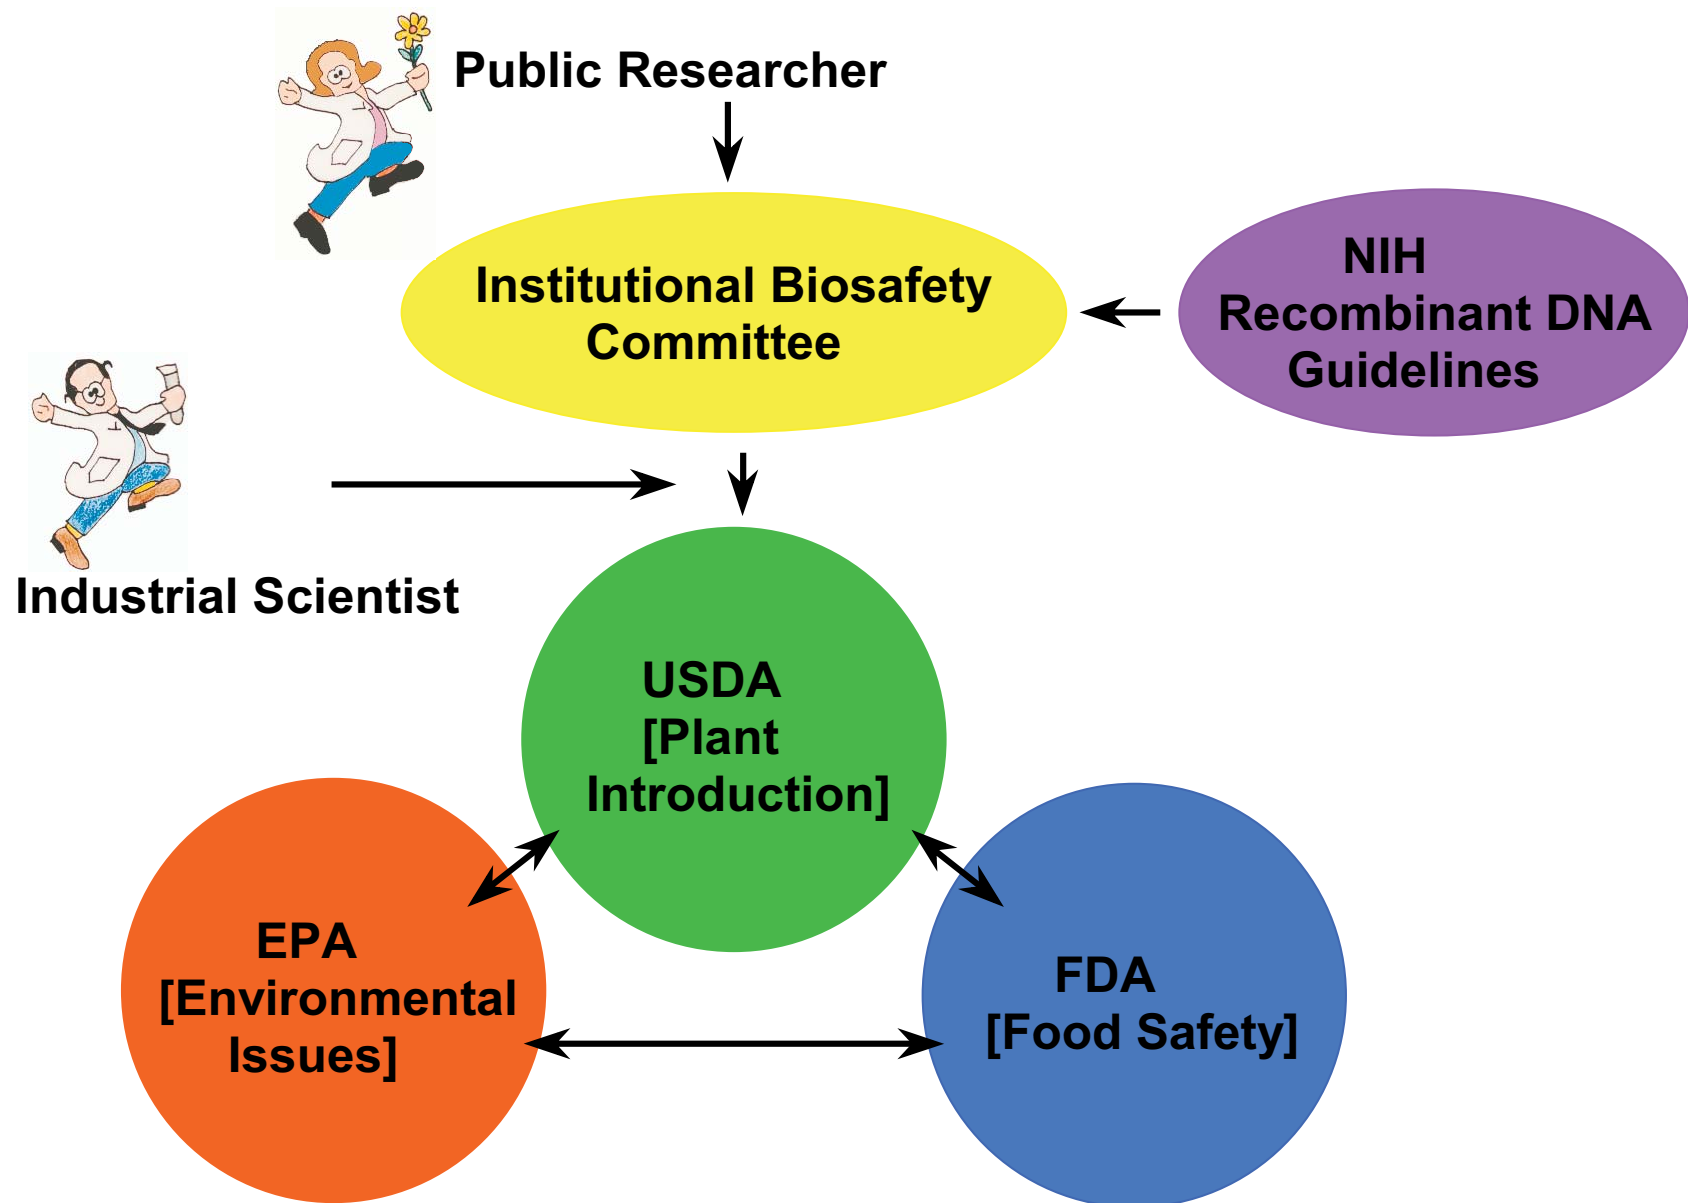 Public Researcher
Institutional Biosafety
Committee
NIH
Recombinant DNA
Guidelines
Industrial Scientist
USDA
[Plant
Introduction]
EPA
[Environmental
Issues]
FDA
[Food Safety]